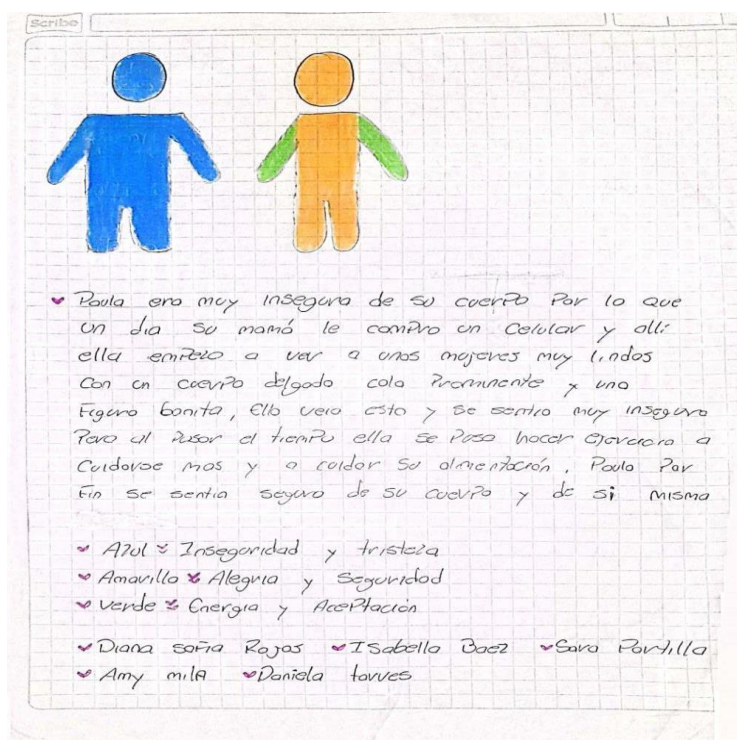 Scribe
Paula era muy insegura de su cuerpo Por lo que
un dia su mamá le compro un Celular y alli
ella empezo a ver a unas mujeres muy lindas
Con un cuerpo delgado cola Prominente y una
Figura bonita, Ella veia esto y se sentia muy insegura
Pero al Pasar el tiempo ella se Puso hacer ejercicio a
Cuidarse mas y a cuidar su alimentación, Paula Por
Fin se sentia segura de su cuerpo y de si misma
Azul Inseguridad y tristeza
Amarillo Alegria y Seguridad
Verde Energia y Aceptación
Diana sofia Rojas Isabella Baez Sara Portilla
Amy mila Daniela torres